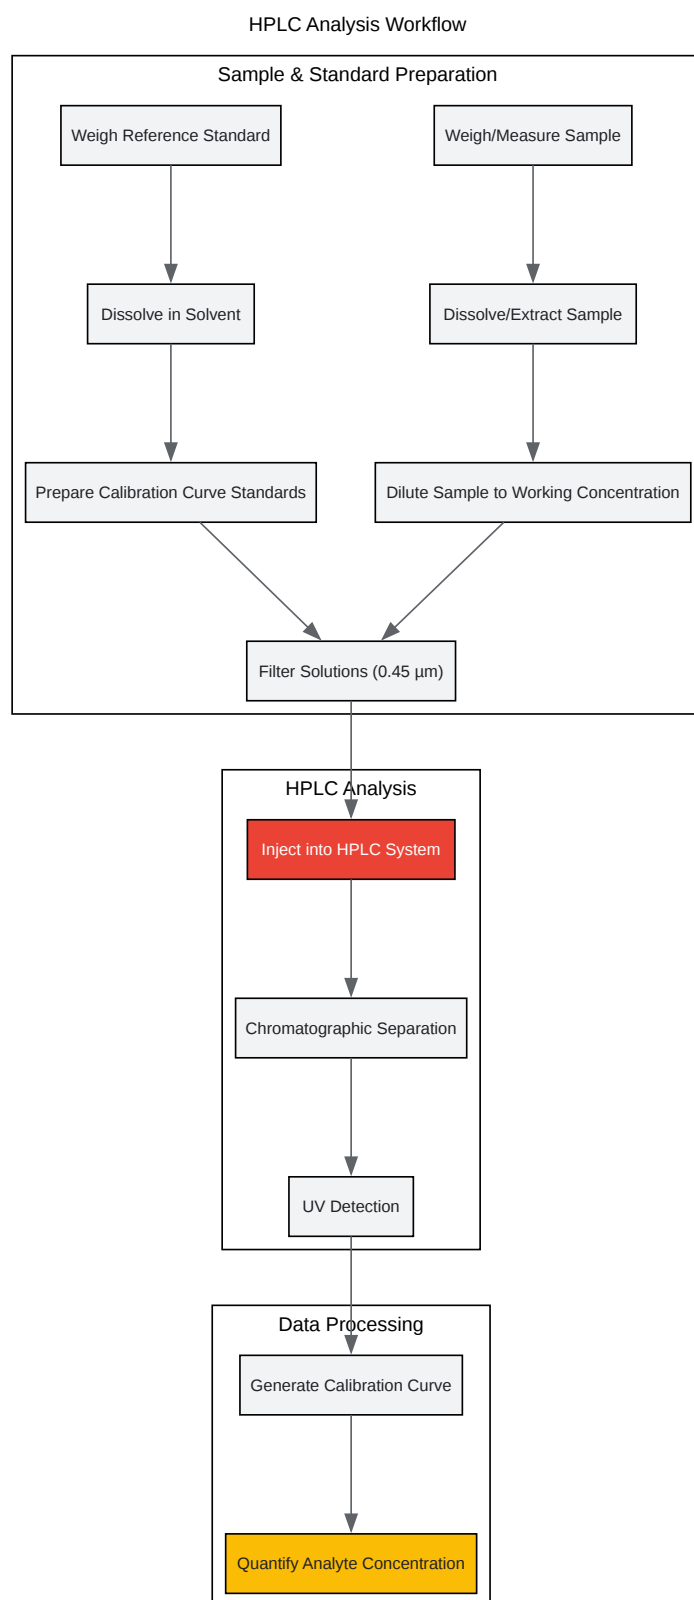 HPLC Analysis Workflow
Sample & Standard Preparation
Weigh Reference Standard
Weigh/Measure Sample
Dissolve in Solvent
Dissolve/Extract Sample
Prepare Calibration Curve Standards
Dilute Sample to Working Concentration
Filter Solutions (0.45 µm)
HPLC Analysis
Inject into HPLC System
Chromatographic Separation
UV Detection
Data Processing
Generate Calibration Curve
Quantify Analyte Concentration